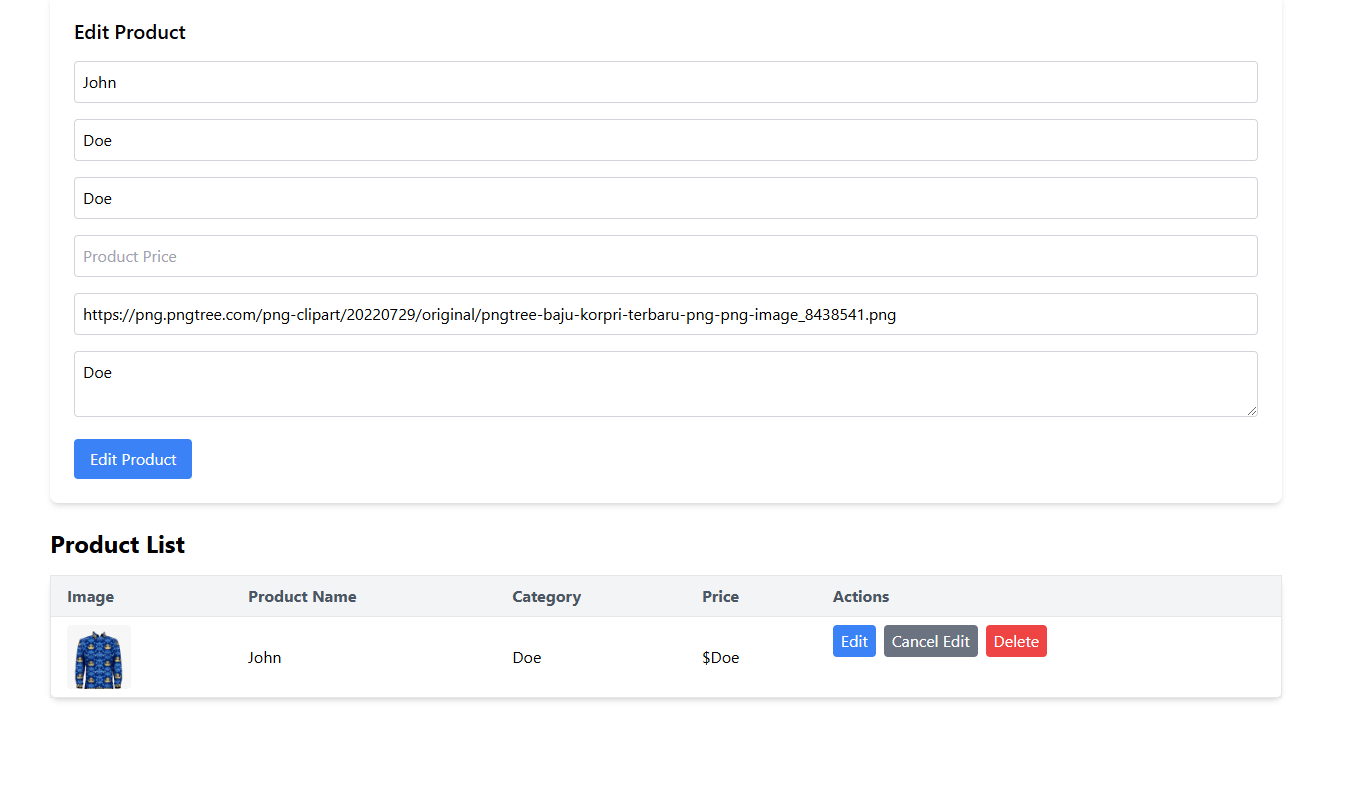 Edit Product
John
Doe
Doe
Product Price
https://png.pngtree.com/png-clipart/20220729/original/pngtree-baju-korpri-terbaru-png-png-image_8438541.png
Doe
Edit Product
Product List
Image Product Name Category Price Actions
John Doe $Doe Edit Cancel Edit Delete